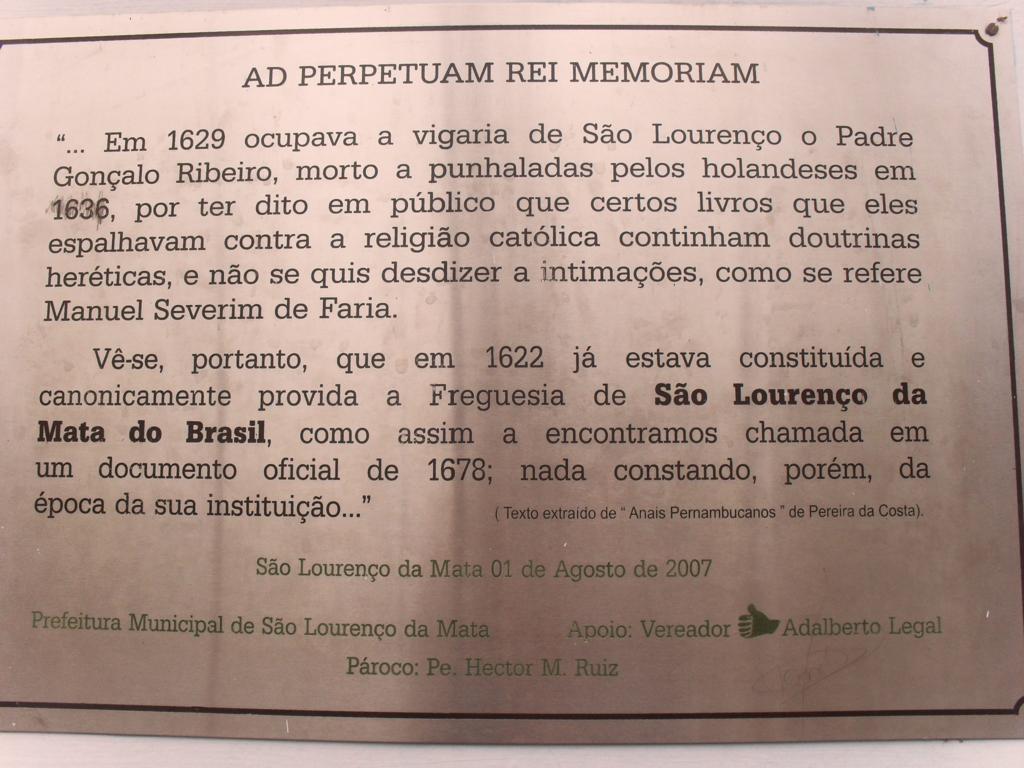 AD PERPETUAM REI MEMORIAM
“... Em 1629 ocupava a vigaria de São Lourenço o Padre
Gonçalo Ribeiro, morto a punhaladas pelos holandeses em
1636, por ter dito em público que certos livros que eles
espalhavam contra a religião católica continham doutrinas
heréticas, e não se quis desdizer a intimações, como se refere
Manuel Severim de Faria.
Vê-se, portanto, que em 1622 já estava constituída e
canonicamente provida a Freguesia de São Lourenço da
Mata do Brasil, como assim a encontramos chamada em
um documento oficial de 1678; nada constando, porém, da
época da sua instituição...”
( Texto extraído de “ Anais Pernambucanos ” de Pereira da Costa).
São Lourenço da Mata 01 de Agosto de 2007
Prefeitura Municipal de São Lourenço da Mata Apoio: Vereador Adalberto Legal
Pároco: Pe. Hector M. Ruiz